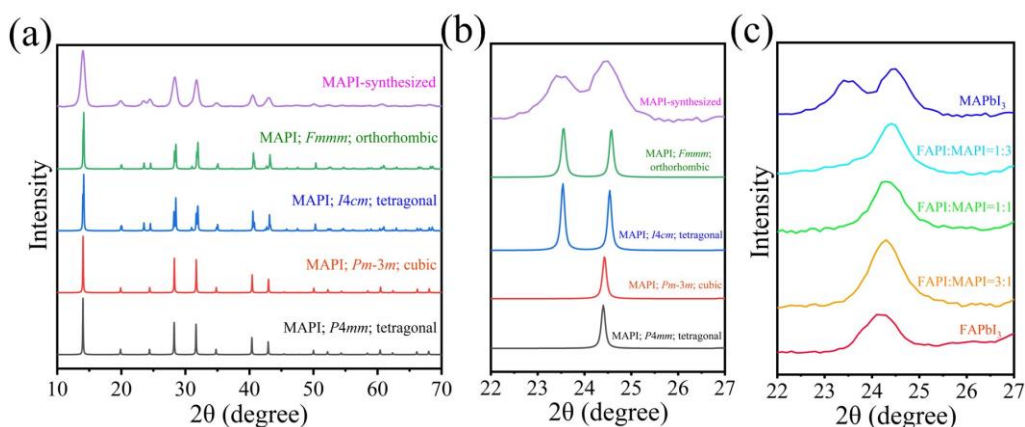 (a)
Intensity
MAPI-synthesized
MAPI; Fmmm; orthorhombic
MAPI; I4cm; tetragonal
MAPI; Pm-3m; cubic
MAPI; P4mm; tetragonal
10 20 30 40 50 60 70
2θ (degree)
(b)
MAPI-synthesized
MAPI; Fmmm;
orthorhombic
MAPI; I4cm; tetragonal
MAPI; Pm-3m; cubic
MAPI; P4mm; tetragonal
22 23 24 25 26 27
2θ (degree)
(c)
Intensity
MAPbI₃
FAPI:MAPI=1:3
FAPI:MAPI=1:1
FAPI:MAPI=3:1
FAPbI₃
22 23 24 25 26 27
2θ (degree)